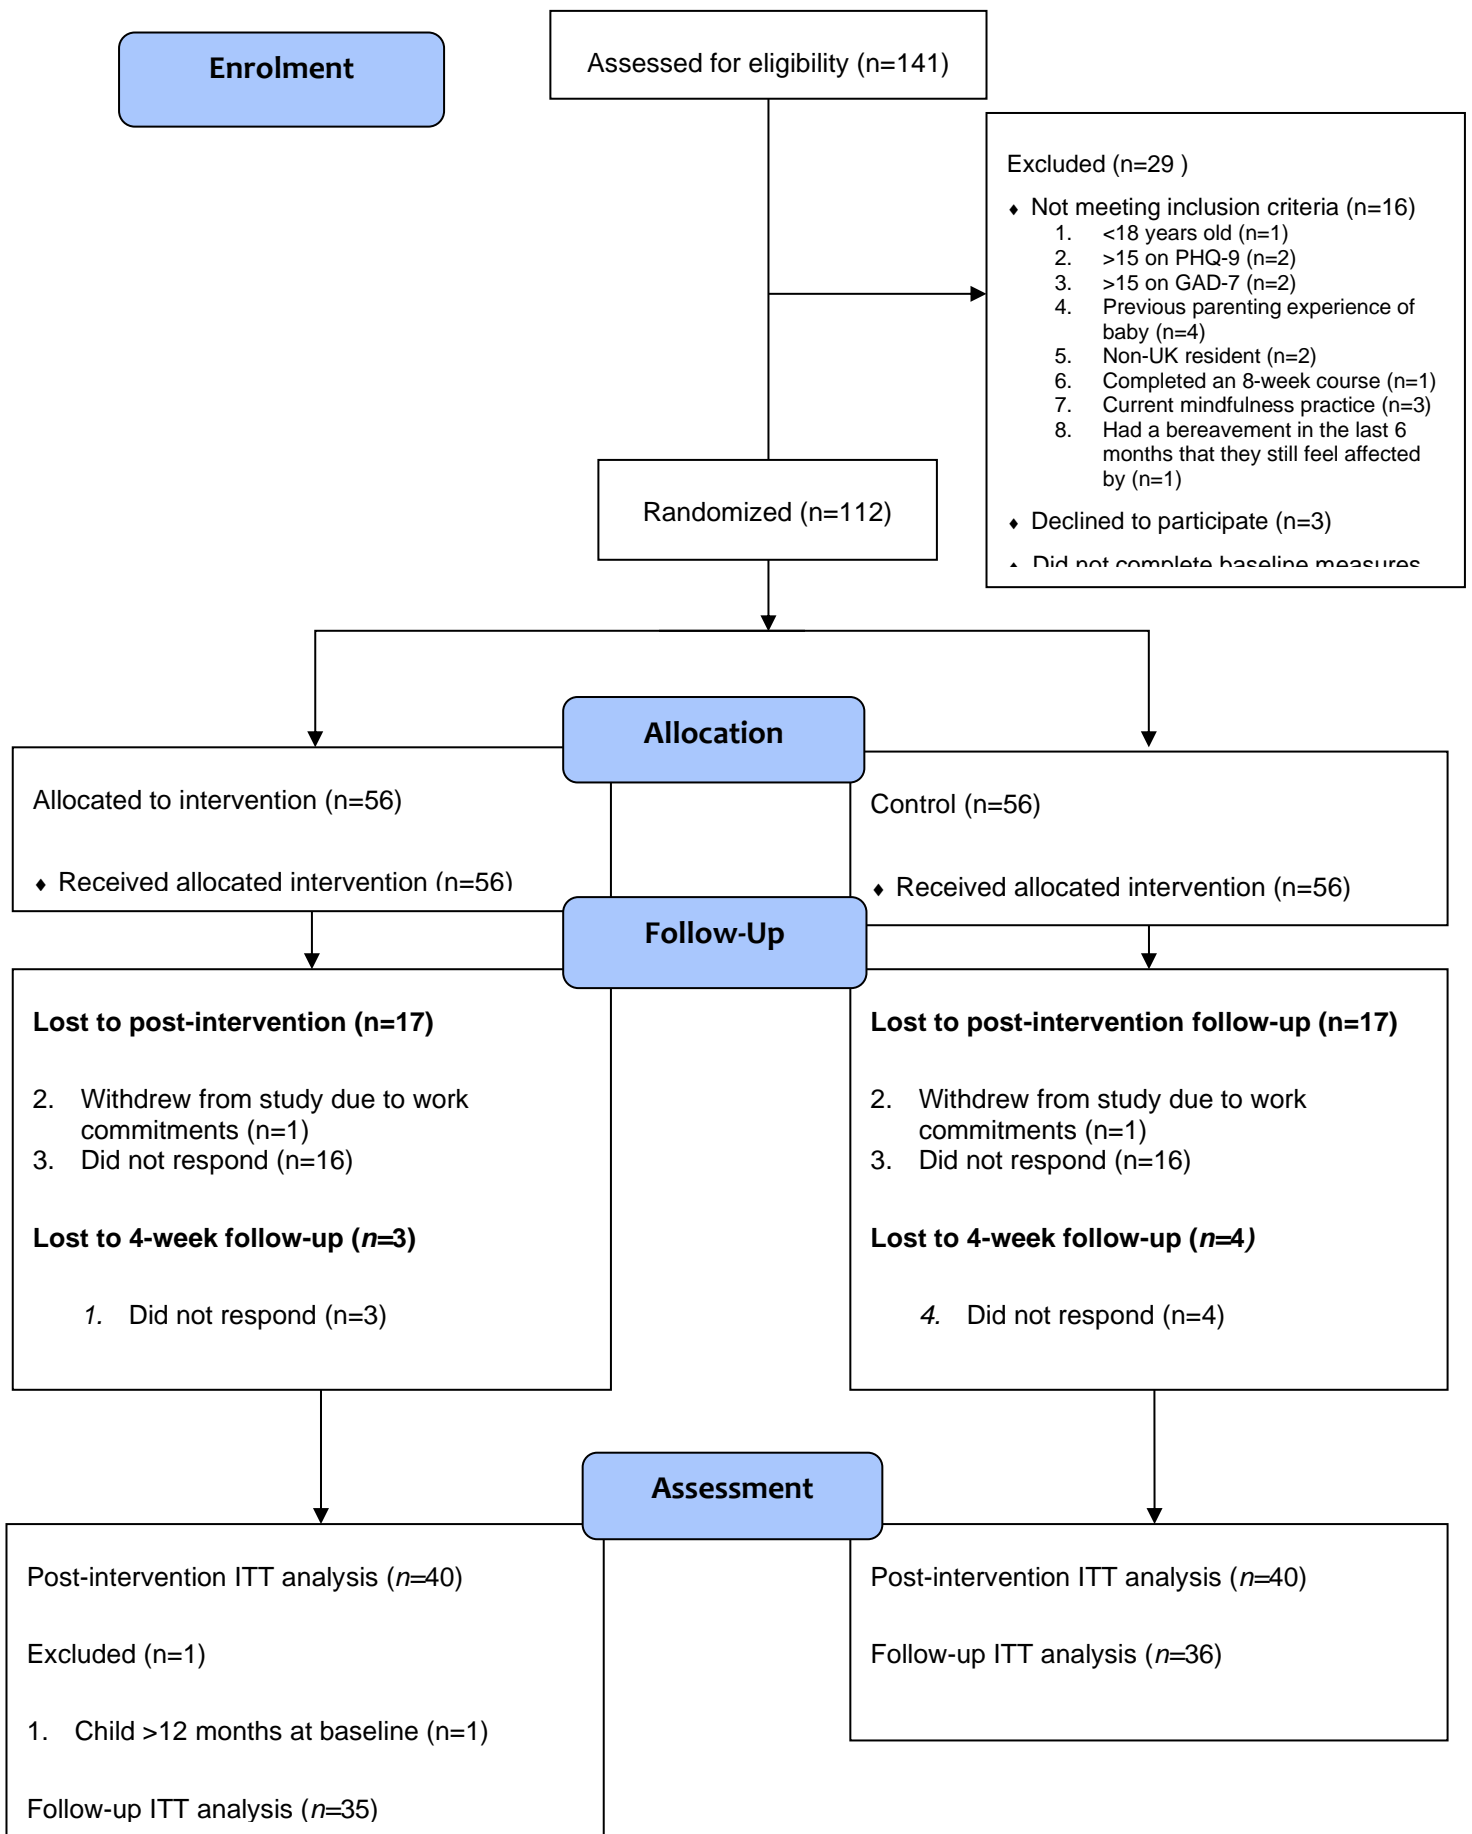 Enrolment
Assessed for eligibility (n=141)
Excluded (n=29 )
♦ Not meeting inclusion criteria (n=16)
1. <18 years old (n=1)
2. >15 on PHQ-9 (n=2)
3. >15 on GAD-7 (n=2)
4. Previous parenting experience of
baby (n=4)
5. Non-UK resident (n=2)
6. Completed an 8-week course (n=1)
7. Current mindfulness practice (n=3)
8. Had a bereavement in the last 6
months that they still feel affected
by (n=1)
♦ Declined to participate (n=3)
♦ Did not complete baseline measures
Randomized (n=112)
Allocation
Allocated to intervention (n=56)
♦ Received allocated intervention (n=56)
Control (n=56)
♦ Received allocated intervention (n=56)
Follow-Up
Lost to post-intervention (n=17)
2. Withdrew from study due to work
commitments (n=1)
3. Did not respond (n=16)
Lost to 4-week follow-up (n=3)
1. Did not respond (n=3)
Lost to post-intervention follow-up (n=17)
2. Withdrew from study due to work
commitments (n=1)
3. Did not respond (n=16)
Lost to 4-week follow-up (n=4)
4. Did not respond (n=4)
Assessment
Post-intervention ITT analysis (n=40)
Excluded (n=1)
1. Child >12 months at baseline (n=1)
Follow-up ITT analysis (n=35)
Post-intervention ITT analysis (n=40)
Follow-up ITT analysis (n=36)